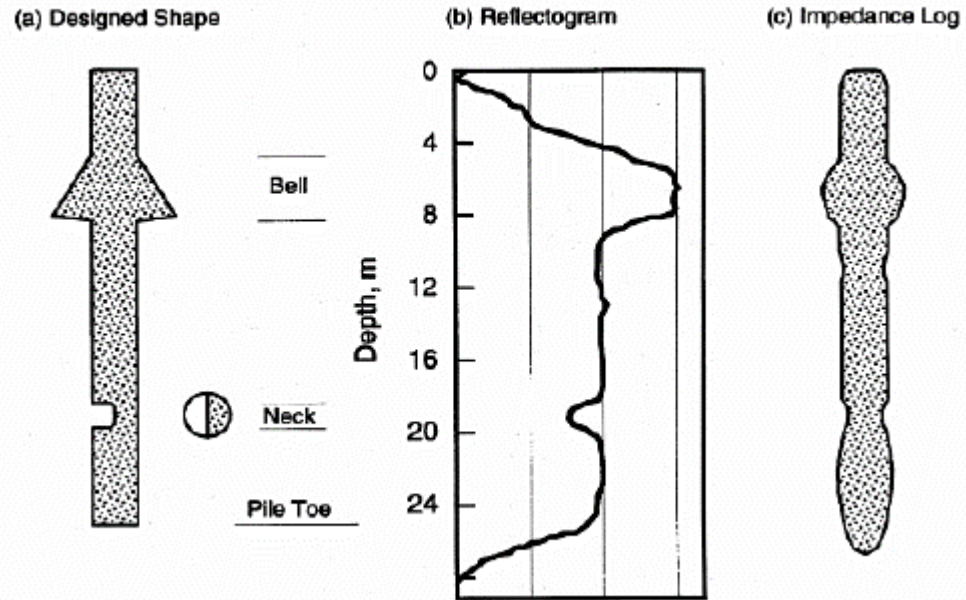 (a) Designed Shape
(b) Reflectogram
(c) Impedance Log
Bell
Neck
Pile Toe
Depth, m
0
4
8
12
16
20
24